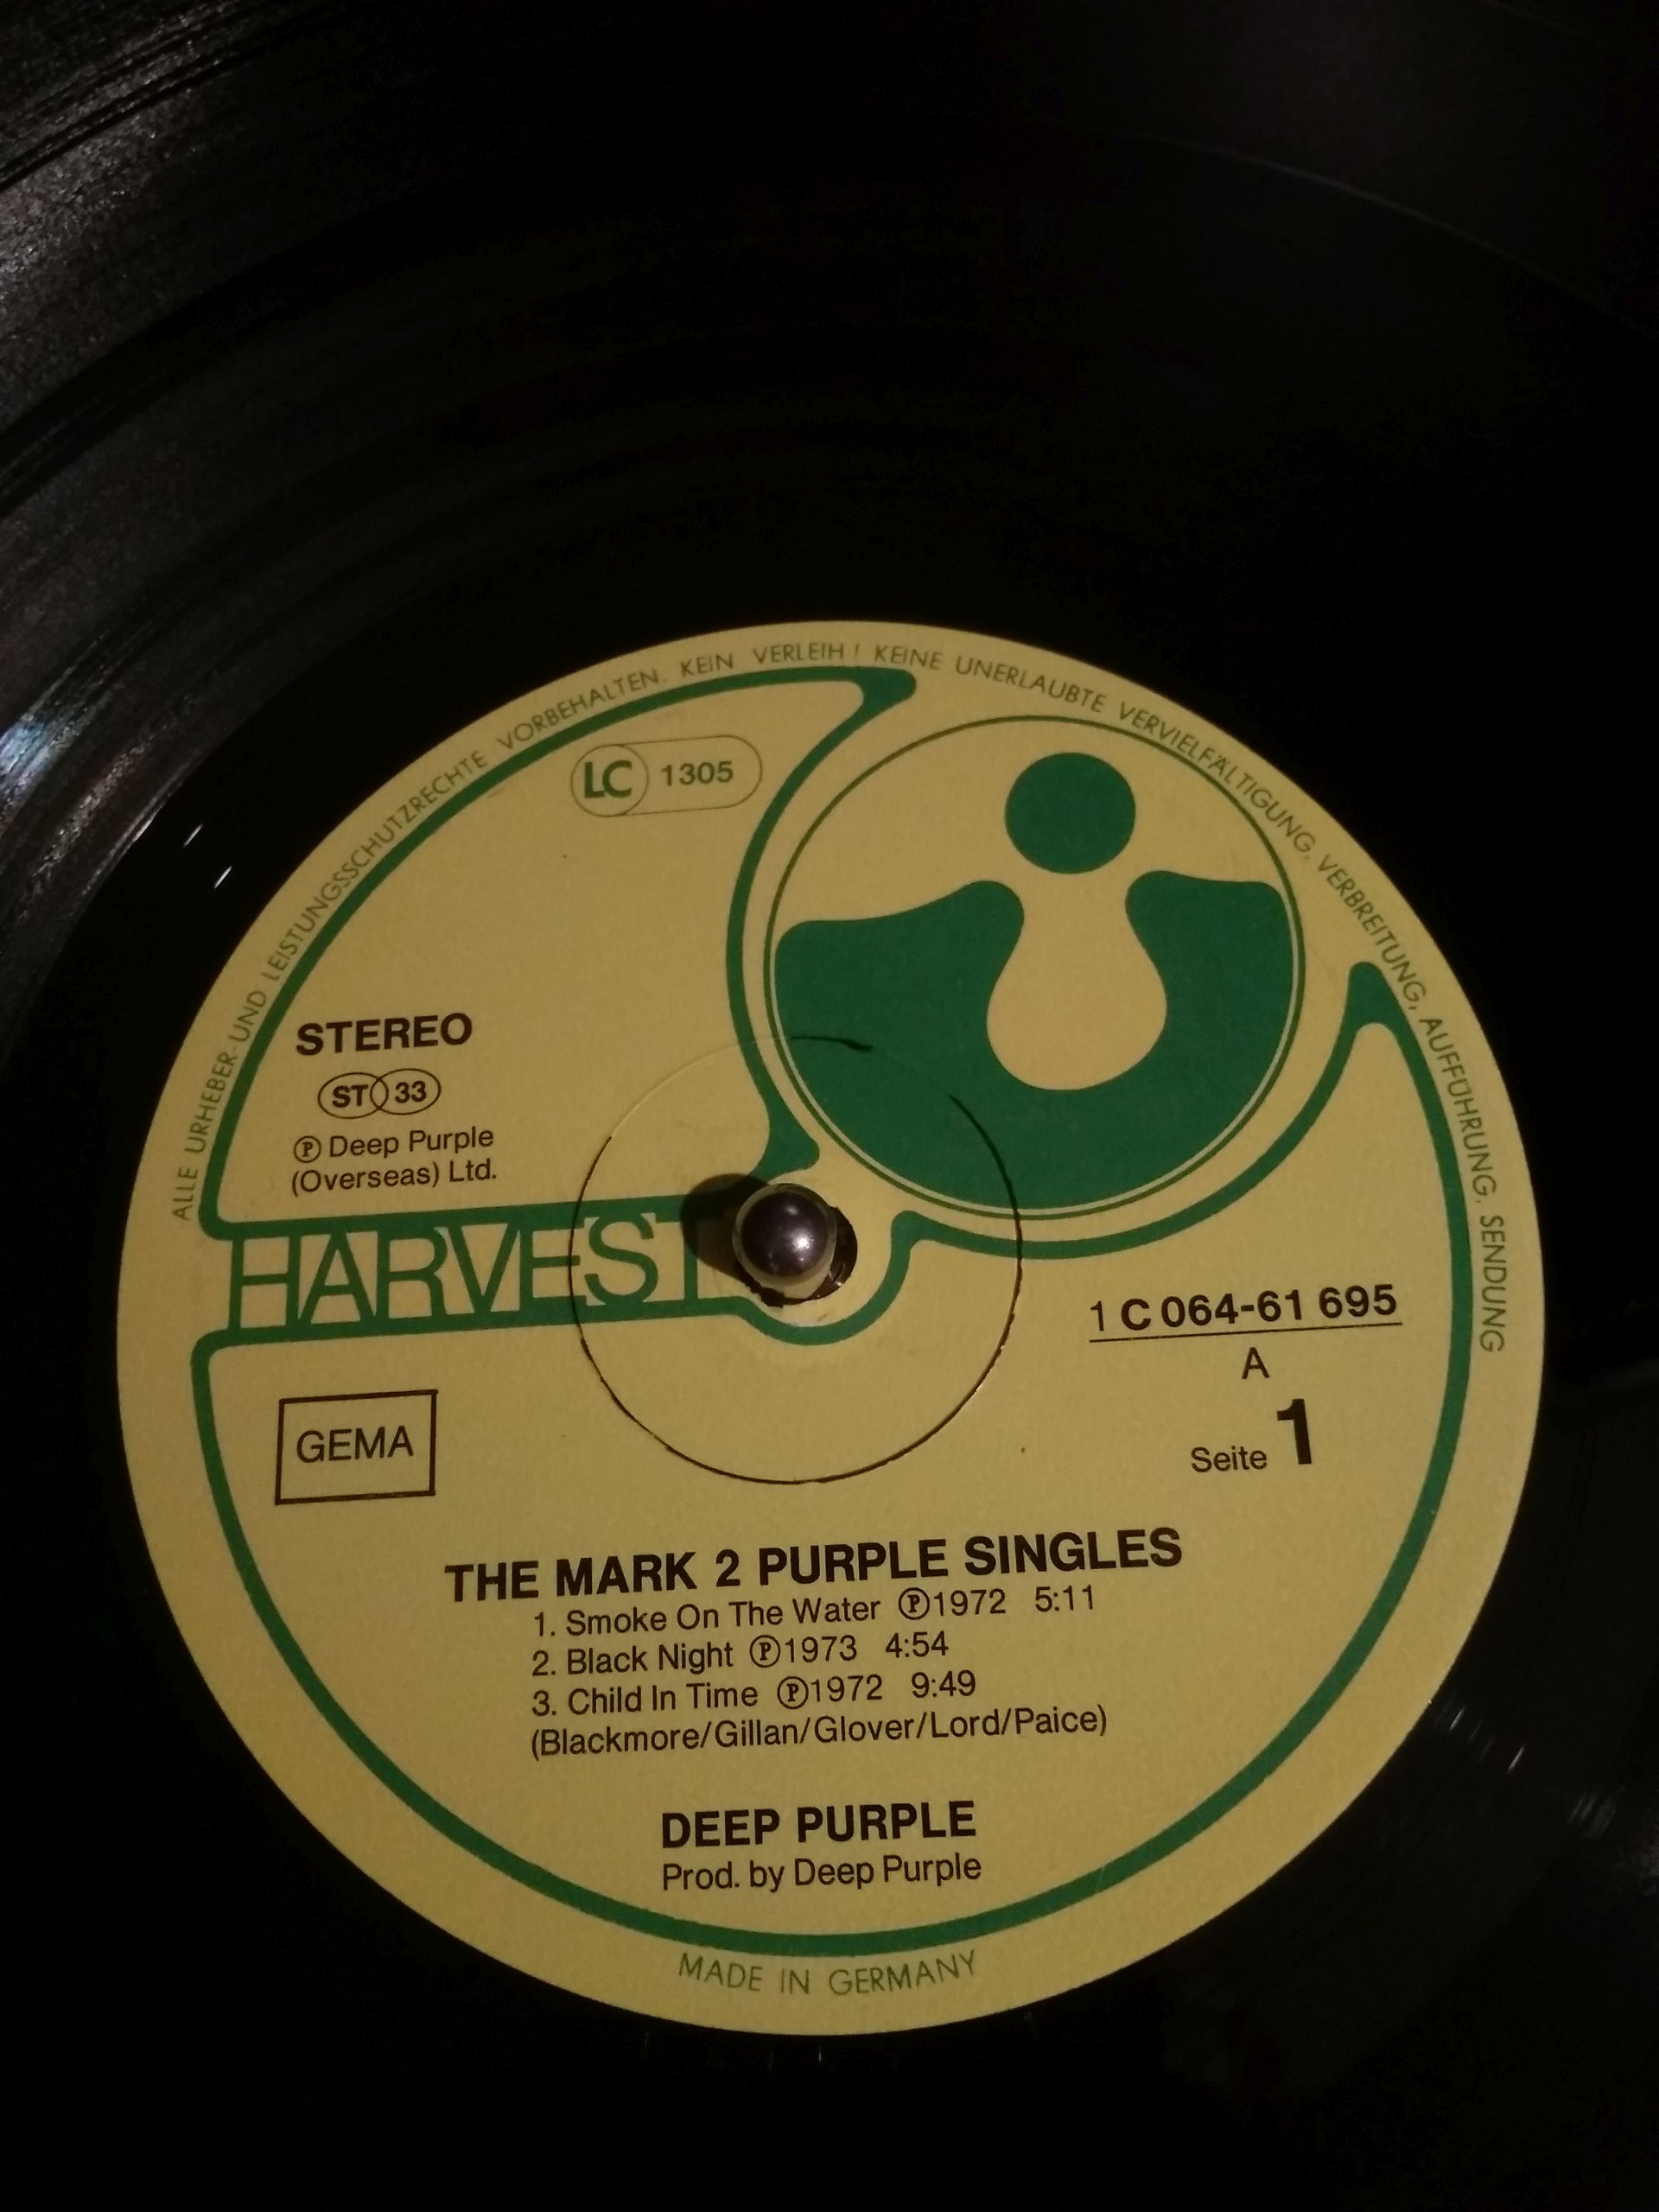 ALLE URHEBER- UND LEISTUNGSSCHUTZRECHTE VORBEHALTEN. KEIN VERLEIH! KEINE UNERLAUBTE VERVIELFÄLTIGUNG, VERBREITUNG, AUFFÜHRUNG, SENDUNG
LC 1305
STEREO
ST 33
Ⓟ Deep Purple
(Overseas) Ltd.
HARVEST
1 C 064-61 695
A
Seite 1
GEMA
THE MARK 2 PURPLE SINGLES
1. Smoke On The Water Ⓟ1972 5:11
2. Black Night Ⓟ1973 4:54
3. Child In Time Ⓟ1972 9:49
(Blackmore/Gillan/Glover/Lord/Paice)
DEEP PURPLE
Prod. by Deep Purple
MADE IN GERMANY